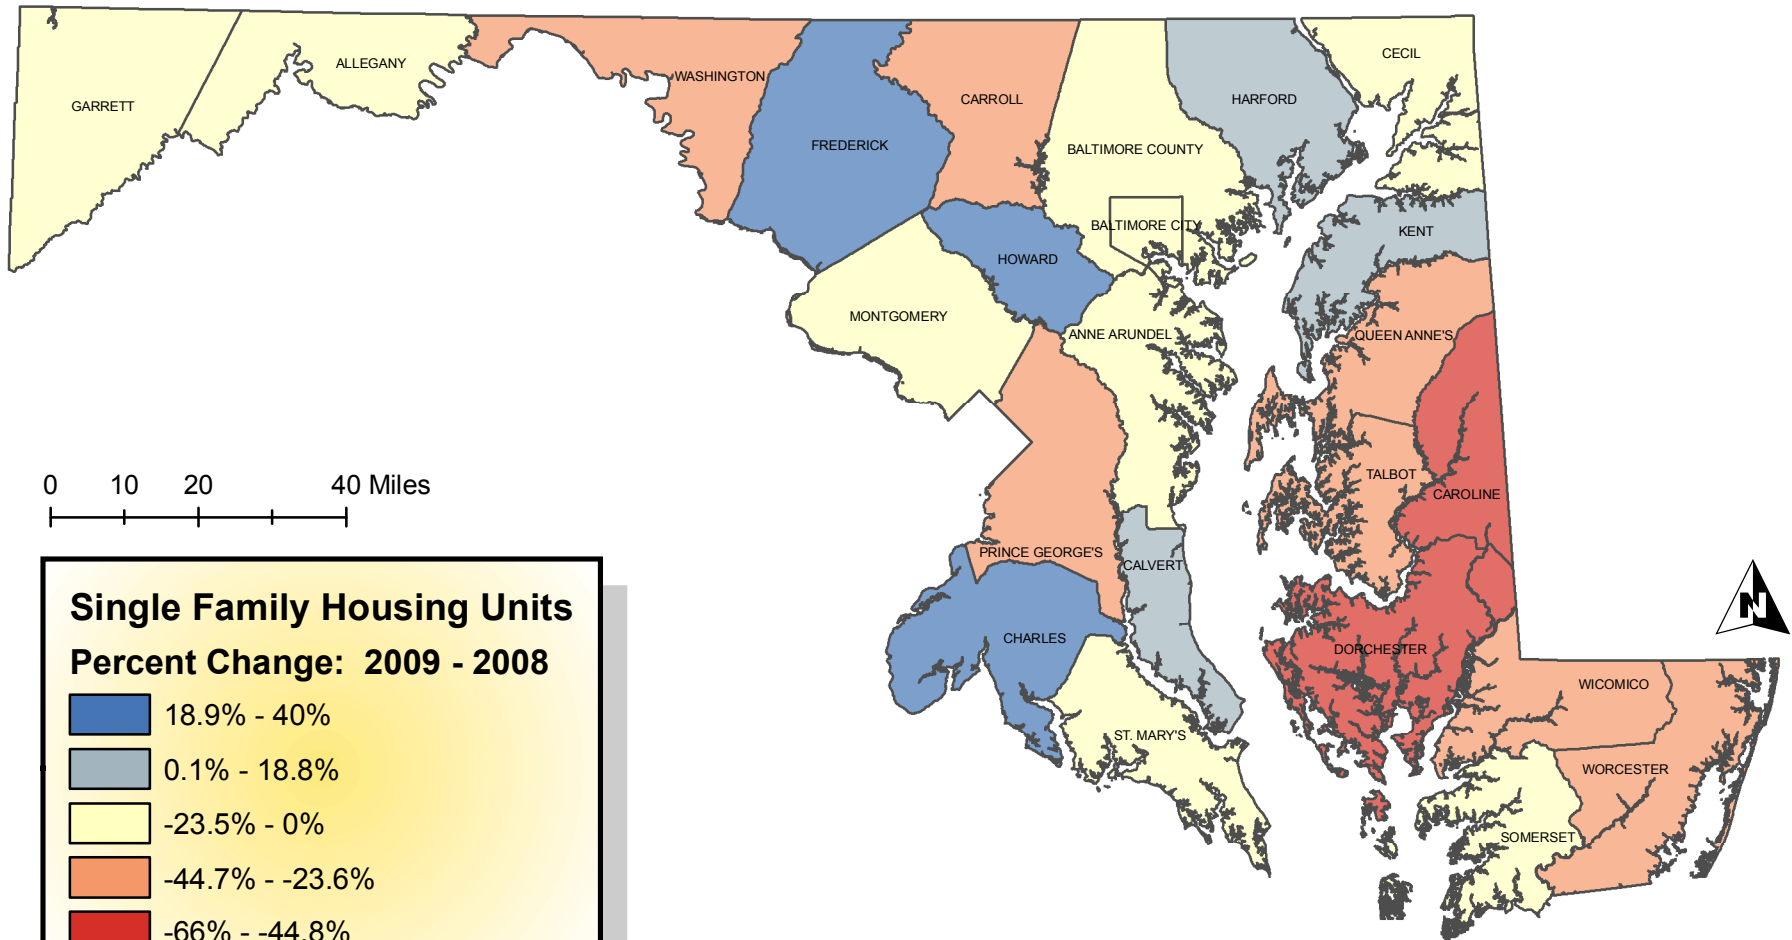 CECIL
ALLEGANY
WASHINGTON
GARRETT
CARROLL
HARFORD
FREDERICK
BALTIMORE COUNTY
BALTIMORE CITY
KENT
HOWARD
MONTGOMERY
ANNE ARUNDEL
QUEEN ANNE'S
TALBOT
CAROLINE
0 10 20 40 Miles
PRINCE GEORGE'S
CALVERT
CHARLES
DORCHESTER
WICOMICO
ST. MARY'S
WORCESTER
SOMERSET
N
Single Family Housing Units
Percent Change: 2009 - 2008
18.9% - 40%
0.1% - 18.8%
-23.5% - 0%
-44.7% - -23.6%
-66% - -44.8%